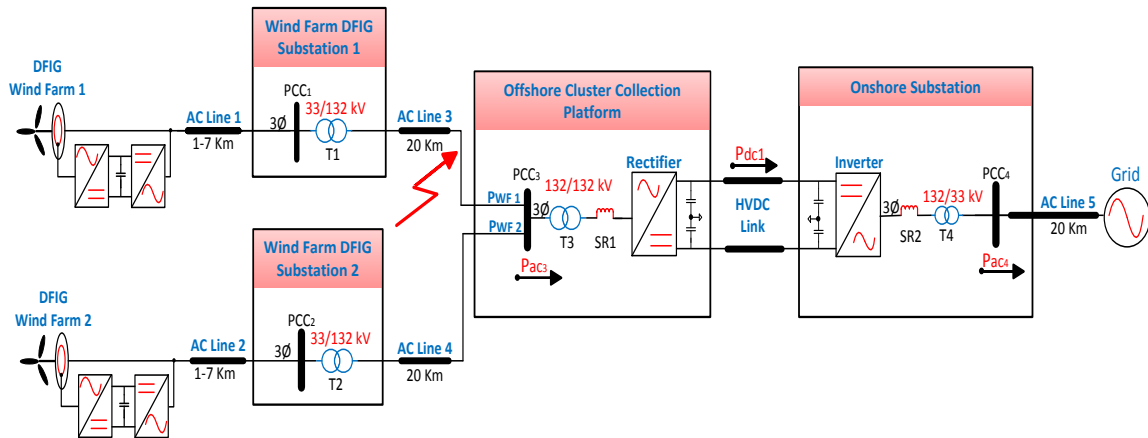 Wind Farm DFIG
Substation 1
DFIG
Wind Farm 1
PCC1
33/132 kV
AC Line 1
3Ø
1-7 Km
T1
AC Line 3
20 Km
Offshore Cluster Collection
Platform
Onshore Substation
PCC3
132/132 kV
Rectifier
Pdc1
Inverter
132/33 kV
PCC4
Grid
PWF 1
3Ø
PWF 2
T3
SR1
HVDC
Link
3Ø
SR2
T4
AC Line 5
20 Km
Pac3
Pac4
Wind Farm DFIG
Substation 2
DFIG
Wind Farm 2
PCC2
33/132 kV
AC Line 2
3Ø
1-7 Km
T2
AC Line 4
20 Km